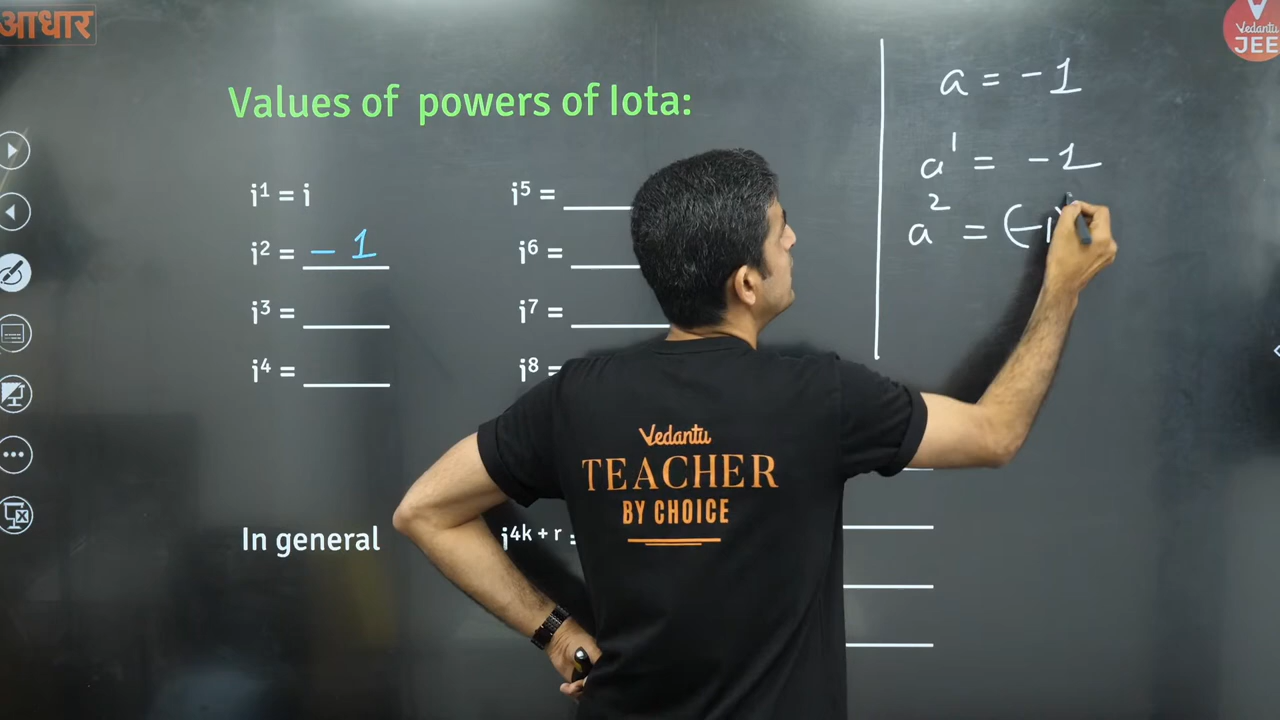 आधार
Vedantu
JEE
Values of powers of Iota:
i¹ = i
i² = - 1
i³ =
i⁴ =
i⁵ =
i⁶ =
i⁷ =
i⁸ =
In general
i⁴ᵏ ⁺ ʳ =
a = -1
a¹ = -1
a² = (-1)
Vedantu
TEACHER
BY CHOICE